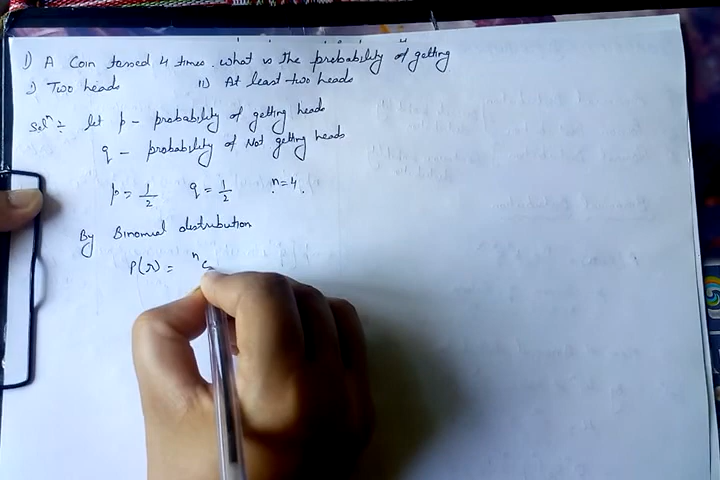 1) A Coin tossed 4 times. what is the probability of getting
i) Two heads ii) At least two heads
Solⁿ ÷ let p - probability of getting heads
q - probability of Not getting heads
p = 1/2 q = 1/2 n = 4.
By Binomial distribution
P(r) = ⁿC